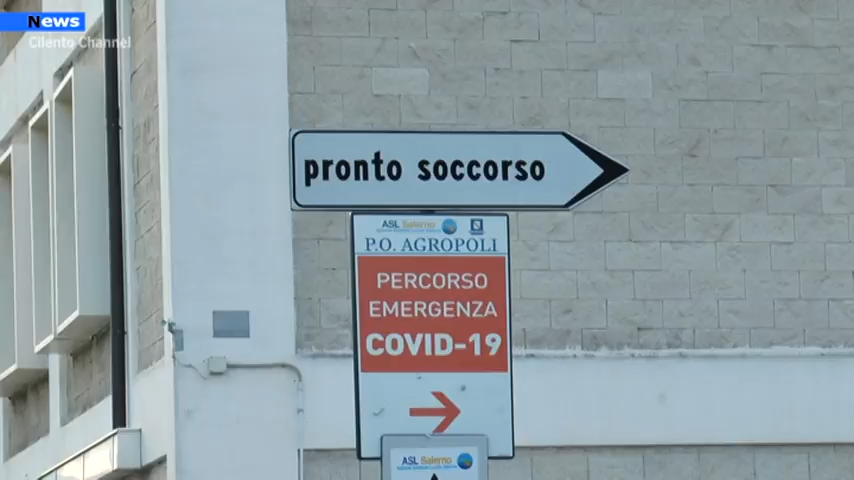 News
Cilento Channel
pronto soccorso
ASL Salerno
P.O. AGROPOLI
PERCORSO
EMERGENZA
COVID-19
ASL Salerno